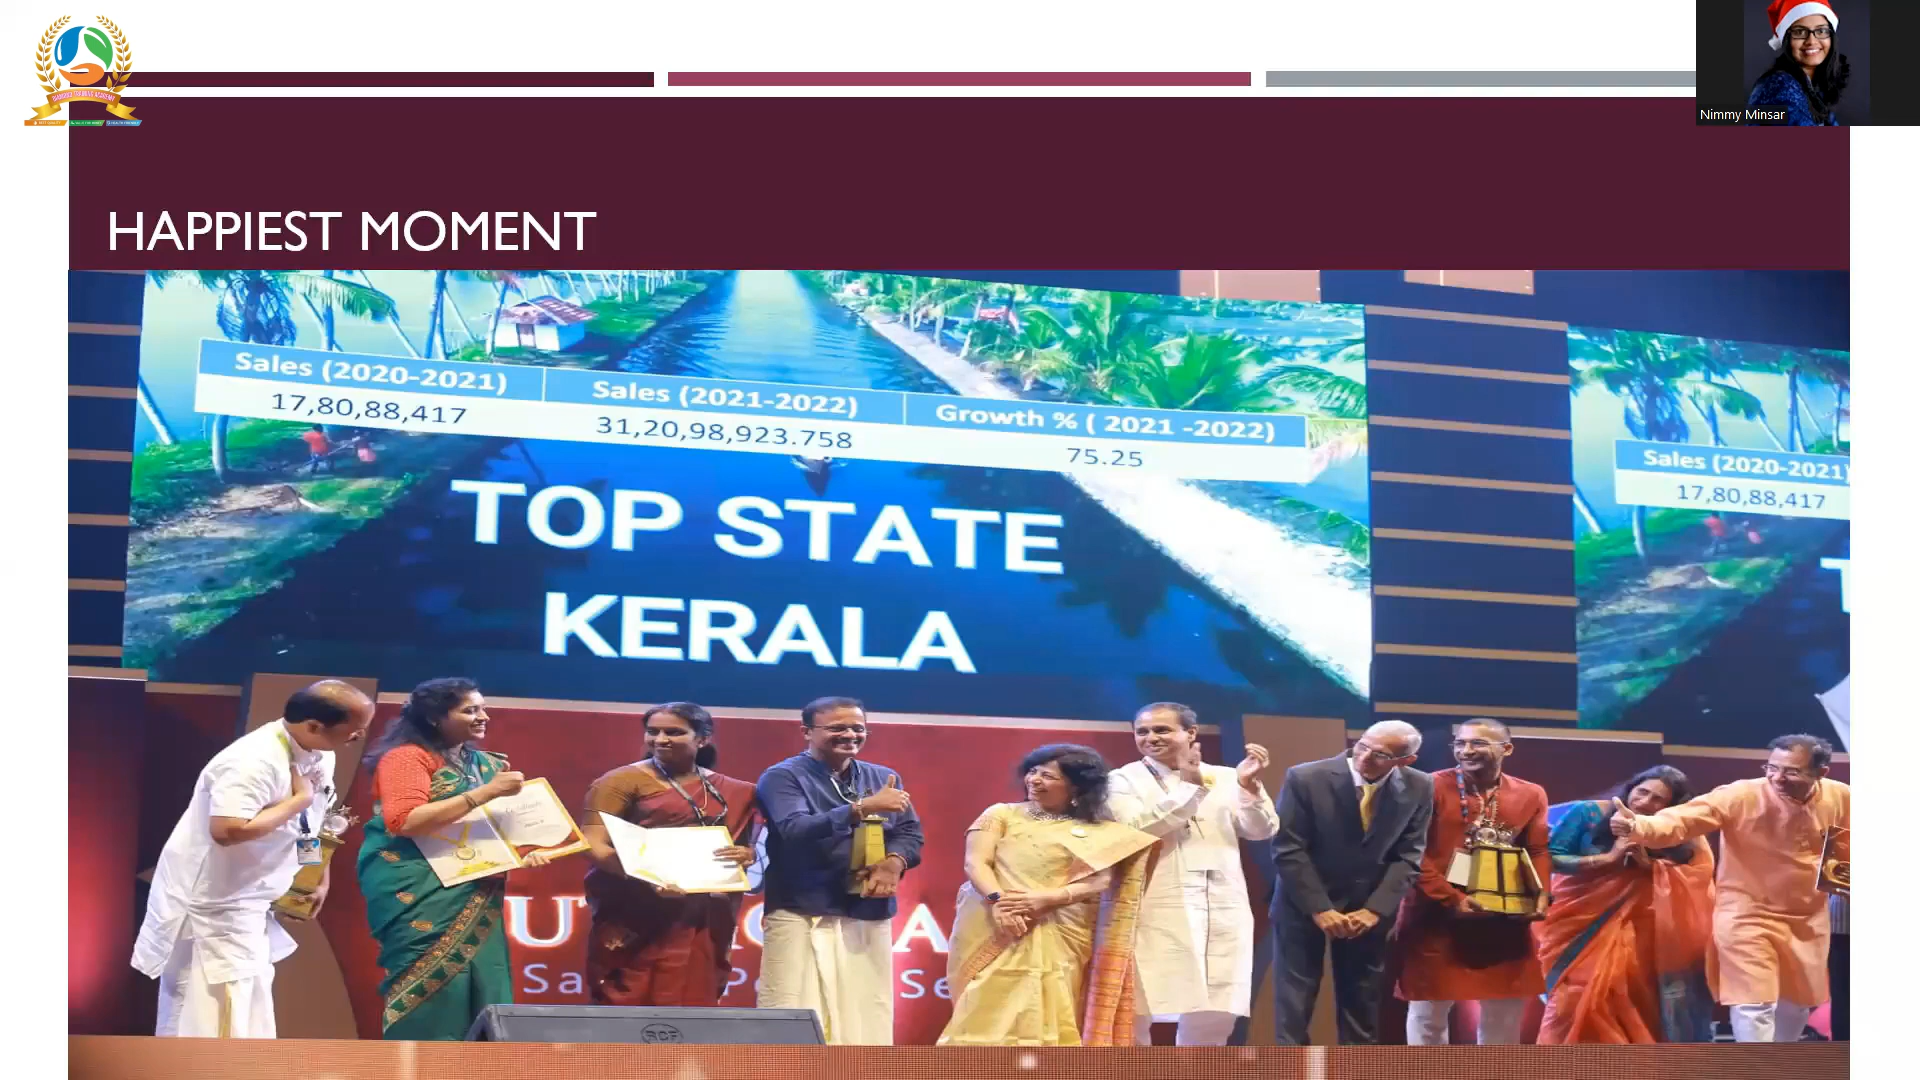 Nimmy Minsar
HAPPIEST MOMENT
Sales (2020-2021) Sales (2021-2022) Growth % ( 2021 -2022)
17,80,88,417 31,20,98,923.758 75.25
TOP STATE
KERALA
Sales (2020-2021)
17,80,88,417
RCF